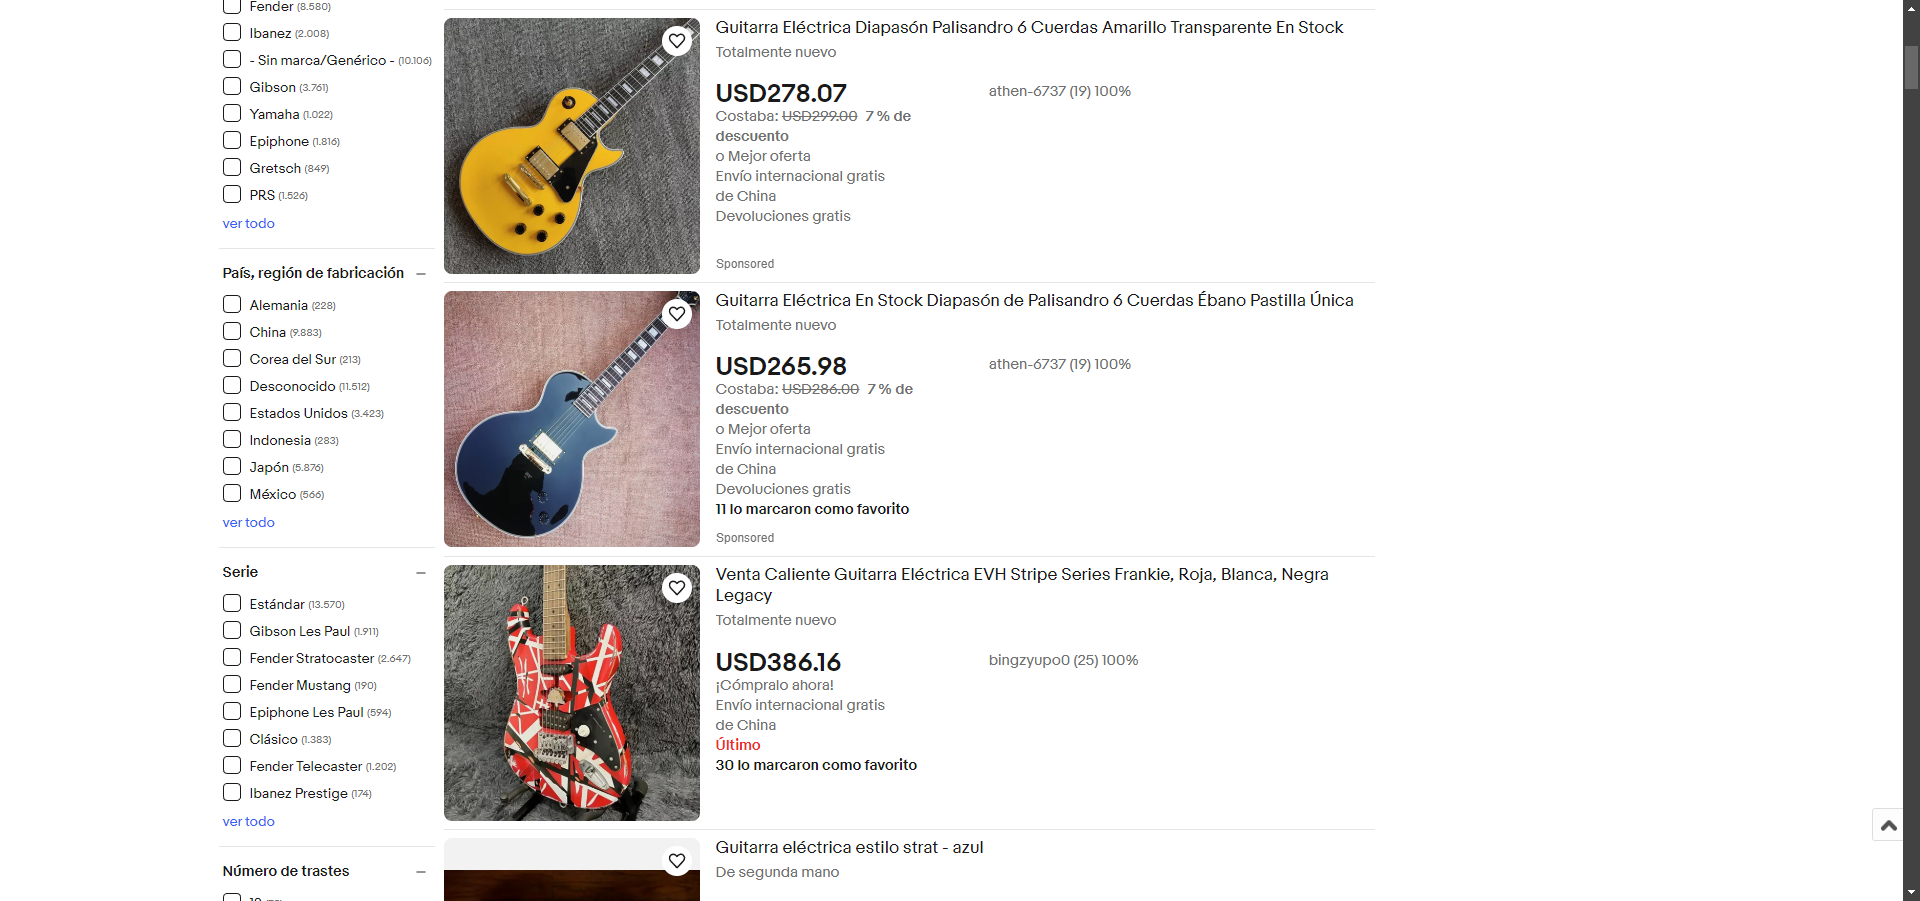 Fender (8.580)
Ibanez (2.008)
- Sin marca/Genérico - (10.106)
Gibson (3.761)
Yamaha (1.022)
Epiphone (1.816)
Gretsch (849)
PRS (1.526)
ver todo
País, región de fabricación
Alemania (228)
China (9.883)
Corea del Sur (213)
Desconocido (11.512)
Estados Unidos (3.423)
Indonesia (283)
Japón (5.876)
México (566)
ver todo
Serie
Estándar (13.570)
Gibson Les Paul (1.911)
Fender Stratocaster (2.647)
Fender Mustang (190)
Epiphone Les Paul (594)
Clásico (1.383)
Fender Telecaster (1.202)
Ibanez Prestige (174)
ver todo
Número de trastes
Guitarra Eléctrica Diapasón Palisandro 6 Cuerdas Amarillo Transparente En Stock
Totalmente nuevo
USD278.07
athen-6737 (19) 100%
Costaba: USD299.00 7 % de
descuento
o Mejor oferta
Envío internacional gratis
de China
Devoluciones gratis
Sponsored
Guitarra Eléctrica En Stock Diapasón de Palisandro 6 Cuerdas Ébano Pastilla Única
Totalmente nuevo
USD265.98
athen-6737 (19) 100%
Costaba: USD286.00 7 % de
descuento
o Mejor oferta
Envío internacional gratis
de China
Devoluciones gratis
11 lo marcaron como favorito
Sponsored
Venta Caliente Guitarra Eléctrica EVH Stripe Series Frankie, Roja, Blanca, Negra
Legacy
Totalmente nuevo
USD386.16
bingzyupo0 (25) 100%
¡Cómpralo ahora!
Envío internacional gratis
de China
Último
30 lo marcaron como favorito
Guitarra eléctrica estilo strat - azul
De segunda mano